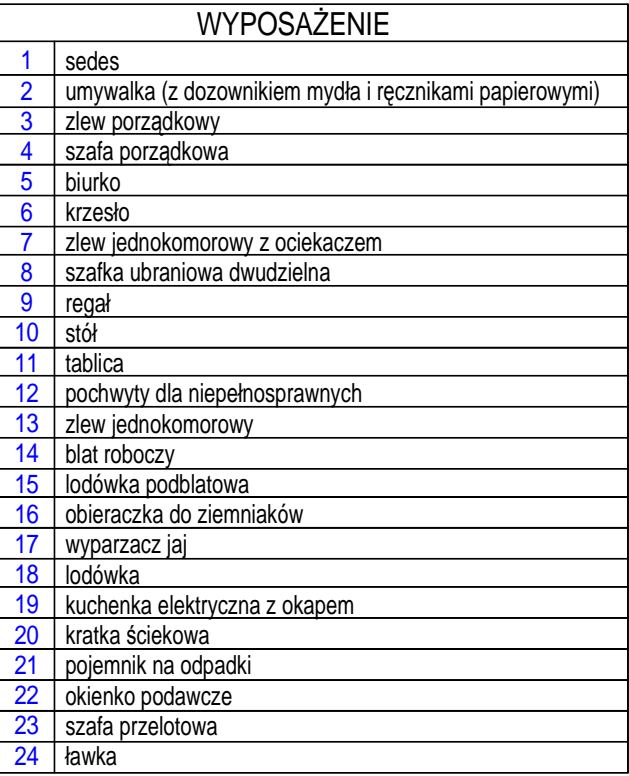 WYPOSAŻENIE
1 sedes
2 umywalka (z dozownikiem mydła i ręcznikami papierowymi)
3 zlew porządkowy
4 szafa porządkowa
5 biurko
6 krzesło
7 zlew jednokomorowy z ociekaczem
8 szafka ubraniowa dwudzielna
9 regał
10 stół
11 tablica
12 pochwyty dla niepełnosprawnych
13 zlew jednokomorowy
14 blat roboczy
15 lodówka podblatowa
16 obieraczka do ziemniaków
17 wyparzacz jaj
18 lodówka
19 kuchenka elektryczna z okapem
20 kratka ściekowa
21 pojemnik na odpadki
22 okienko podawcze
23 szafa przelotowa
24 ławka